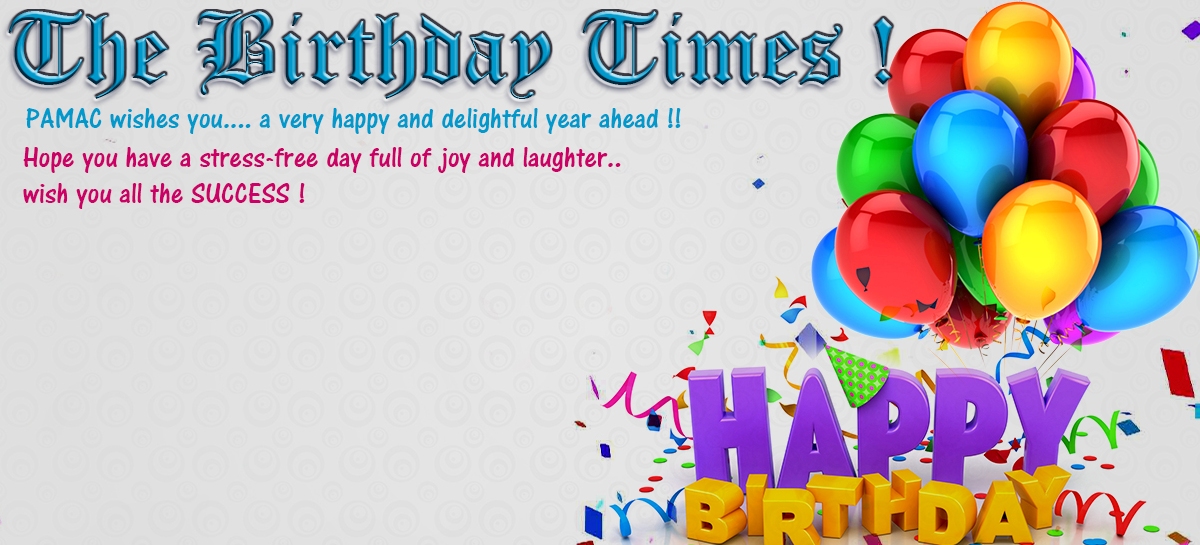 The Birthday Times !
PAMAC wishes you.... a very happy and delightful year ahead !!
Hope you have a stress-free day full of joy and laughter..
wish you all the SUCCESS !
HAPPY
BIRTHDAY